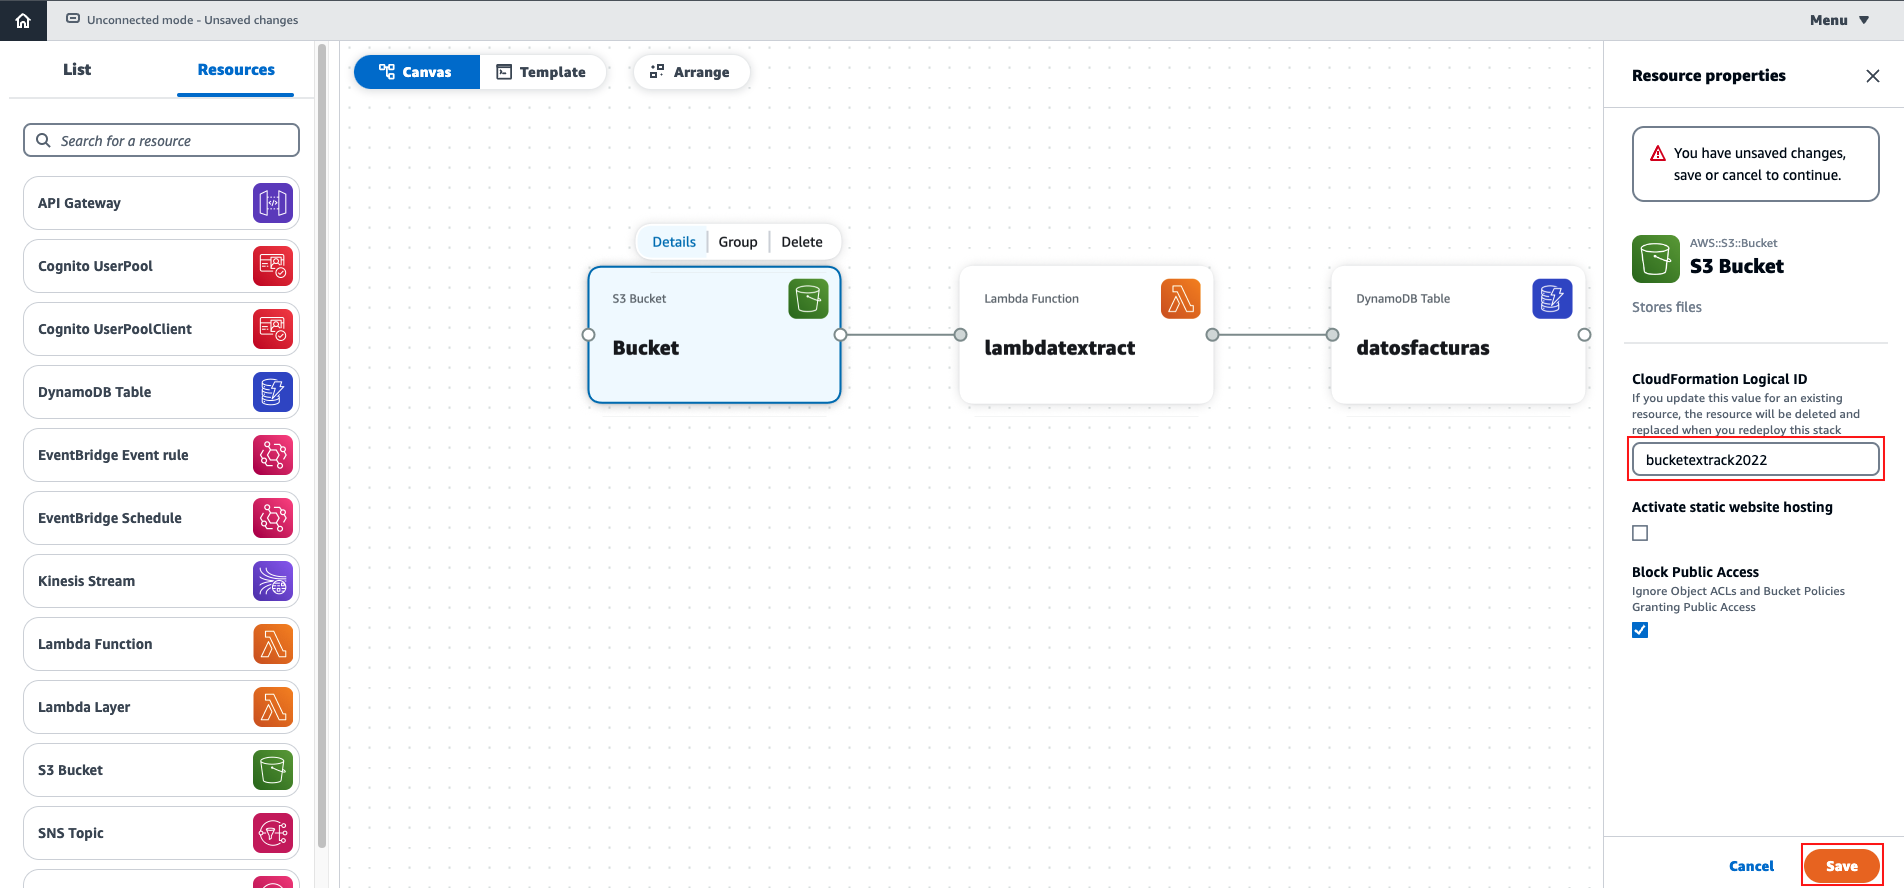 Unconnected mode - Unsaved changes
Menu
List
Resources
Search for a resource
API Gateway
Cognito UserPool
Cognito UserPoolClient
DynamoDB Table
EventBridge Event rule
EventBridge Schedule
Kinesis Stream
Lambda Function
Lambda Layer
S3 Bucket
SNS Topic
Canvas
Template
Arrange
Details
Group
Delete
S3 Bucket
Bucket
Lambda Function
lambdatextract
DynamoDB Table
datosfacturas
Resource properties
You have unsaved changes,
save or cancel to continue.
AWS::S3::Bucket
S3 Bucket
Stores files
CloudFormation Logical ID
If you update this value for an existing
resource, the resource will be deleted and
replaced when you redeploy this stack
bucketextrack2022
Activate static website hosting
Block Public Access
Ignore Object ACLs and Bucket Policies
Granting Public Access
Cancel
Save